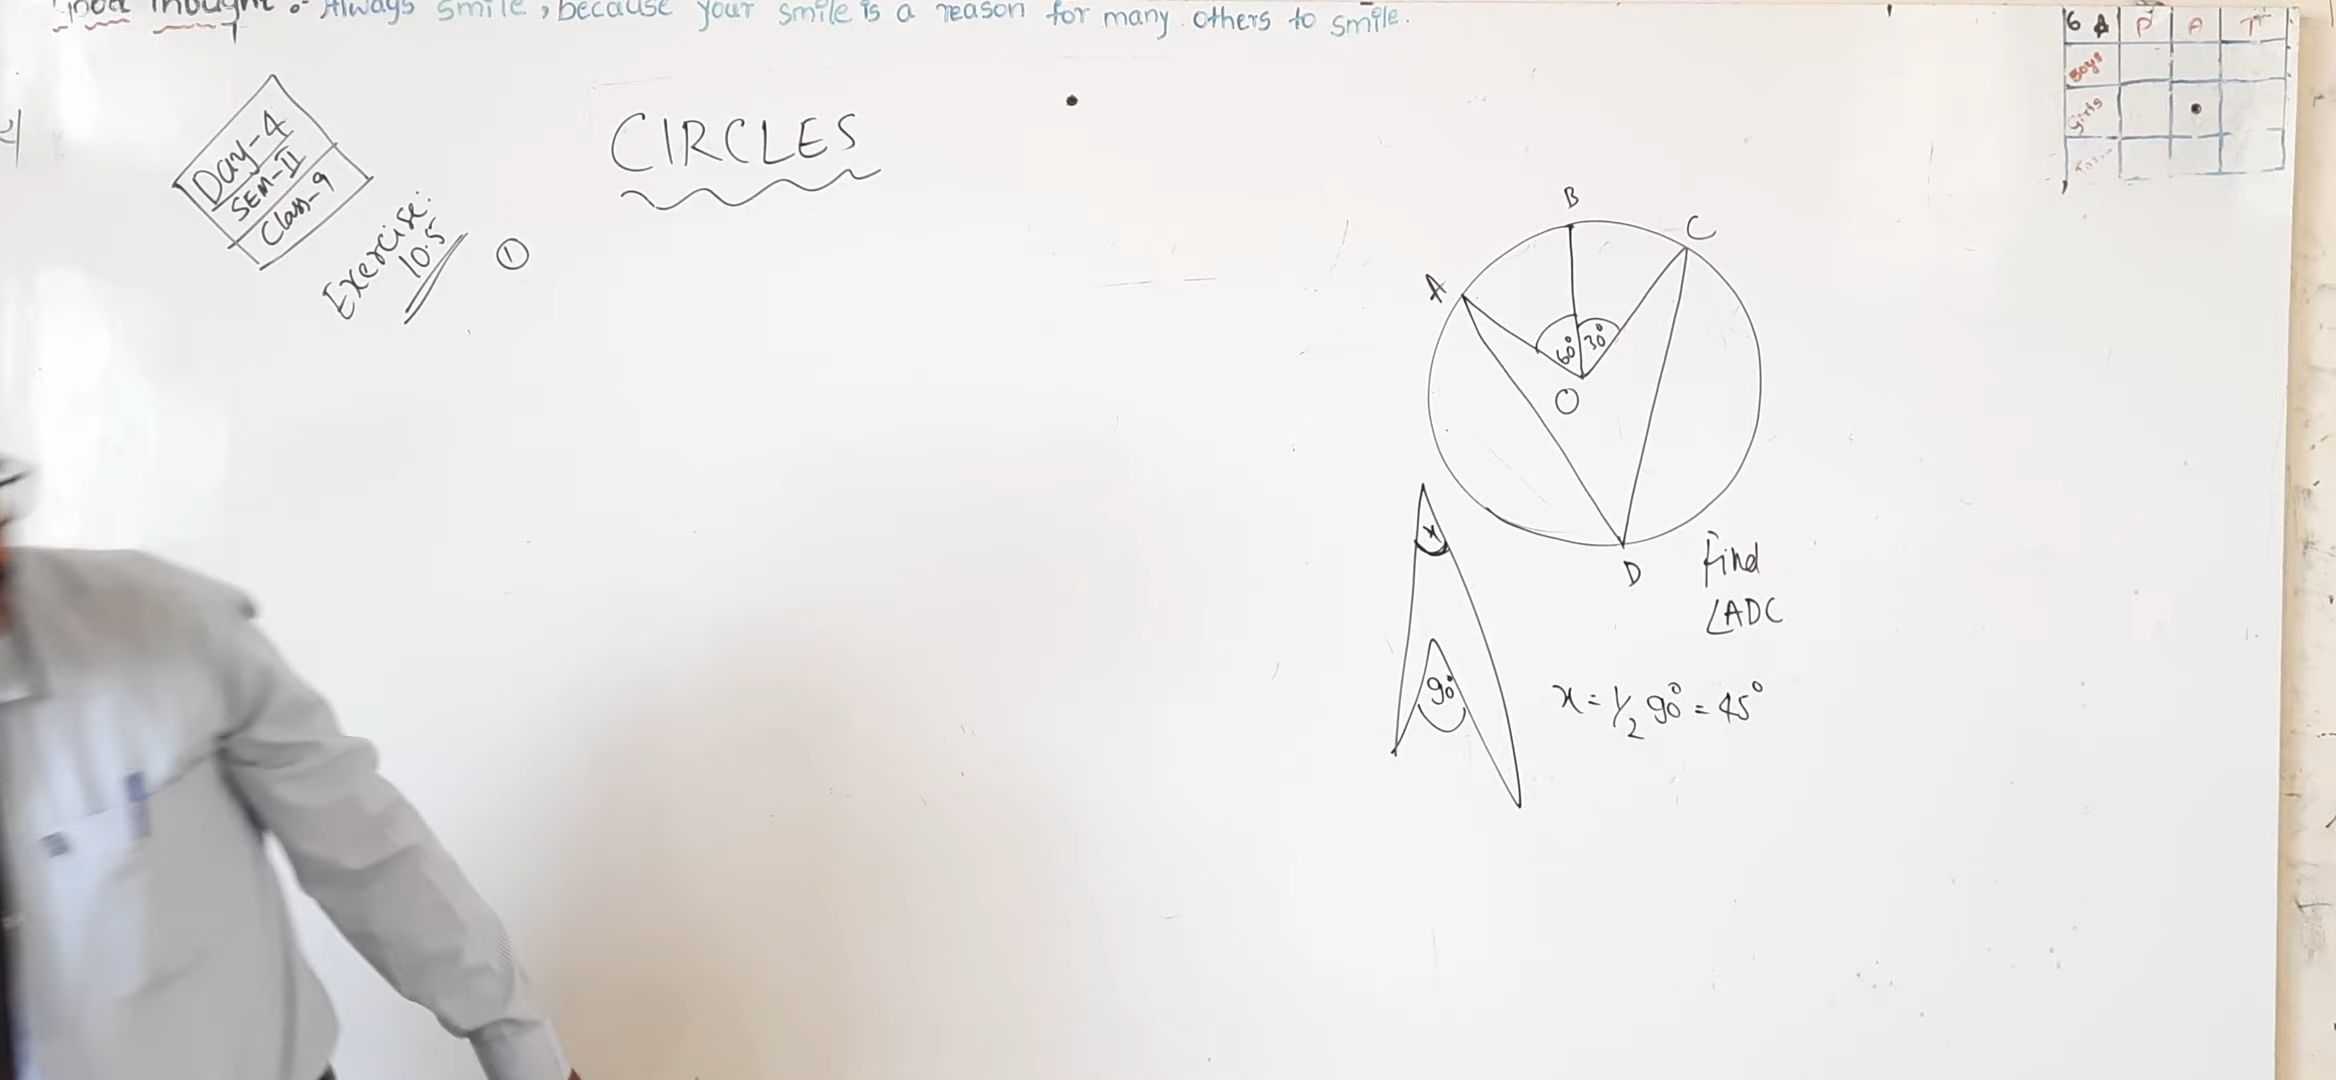 Good Thought :- Always smile, because your smile is a reason for many others to smile.
6 A P A T
Boys
Girls
Day-4
SEM-II
Class-9
Exercise:
10.5
①
CIRCLES
B
C
A
60° 30°
O
D
Find
∠ADC
x
90°
x = 1/2 90° = 45°